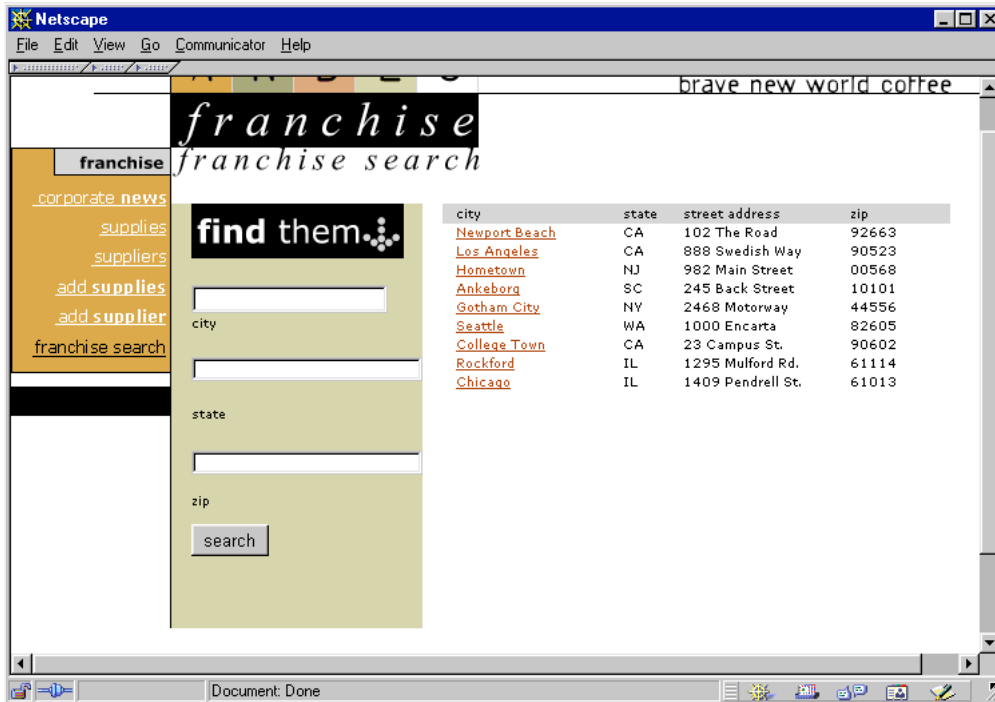 Netscape
File Edit View Go Communicator Help
brave new world coffee
franchise
franchise search
franchise
corporate news
supplies
suppliers
add supplies
add supplier
franchise search
find them
city
state
zip
search
city state street address zip
Newport Beach CA 102 The Road 92663
Los Angeles CA 888 Swedish Way 90523
Hometown NJ 982 Main Street 00568
Ankeborg SC 245 Back Street 10101
Gotham City NY 2468 Motorway 44556
Seattle WA 1000 Encarta 82605
College Town CA 23 Campus St. 90602
Rockford IL 1295 Mulford Rd. 61114
Chicago IL 1409 Pendrell St. 61013
Document: Done